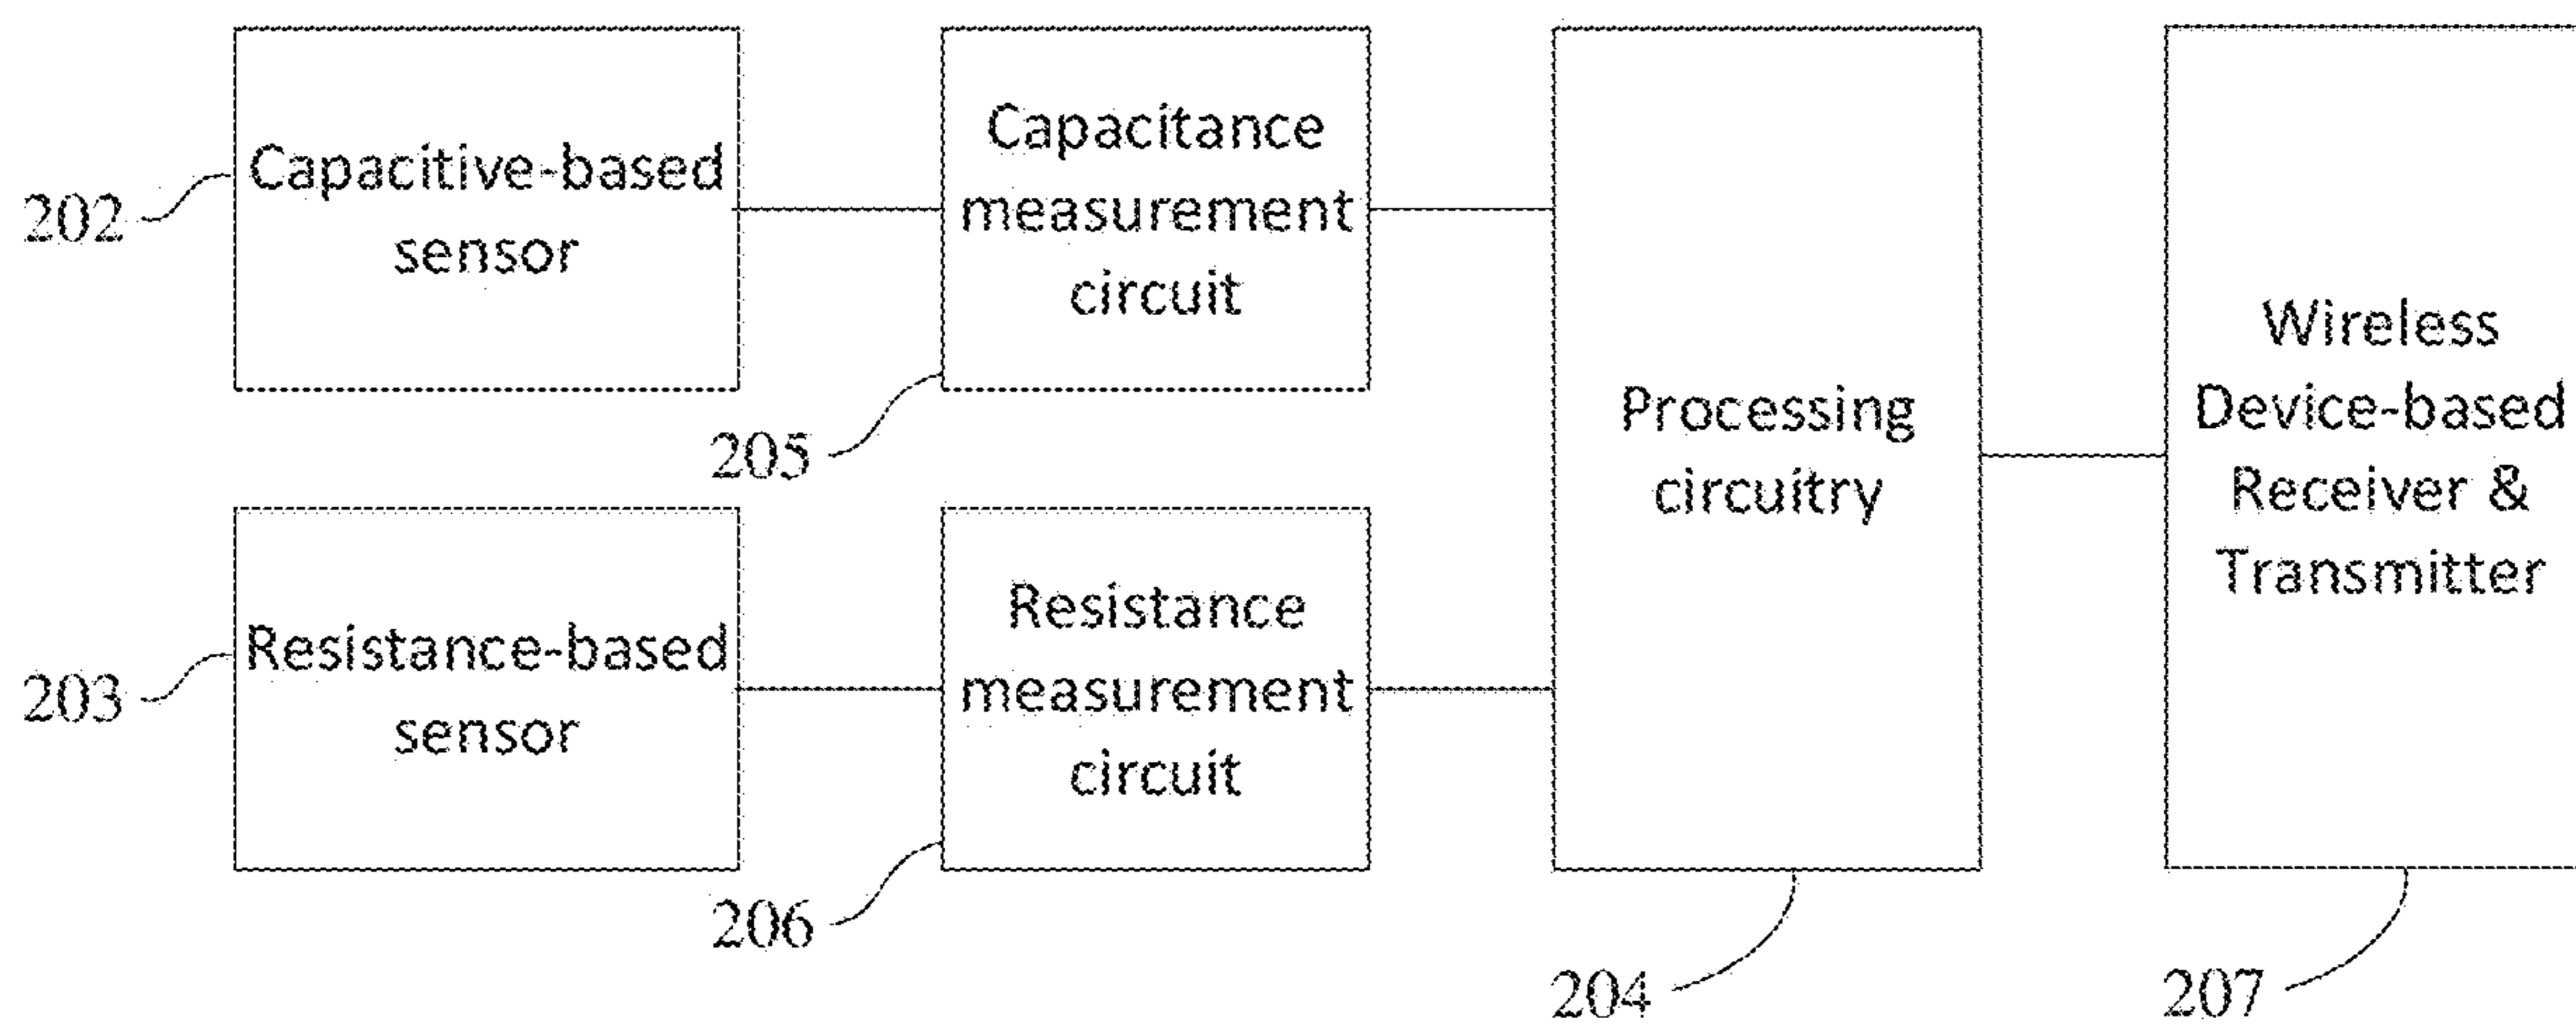 202
Capacitive-based
sensor
Capacitance
measurement
circuit
205
203
Resistance-based
sensor
Resistance
measurement
circuit
206
Processing
circuitry
204
Wireless
Device-based
Receiver &
Transmitter
207